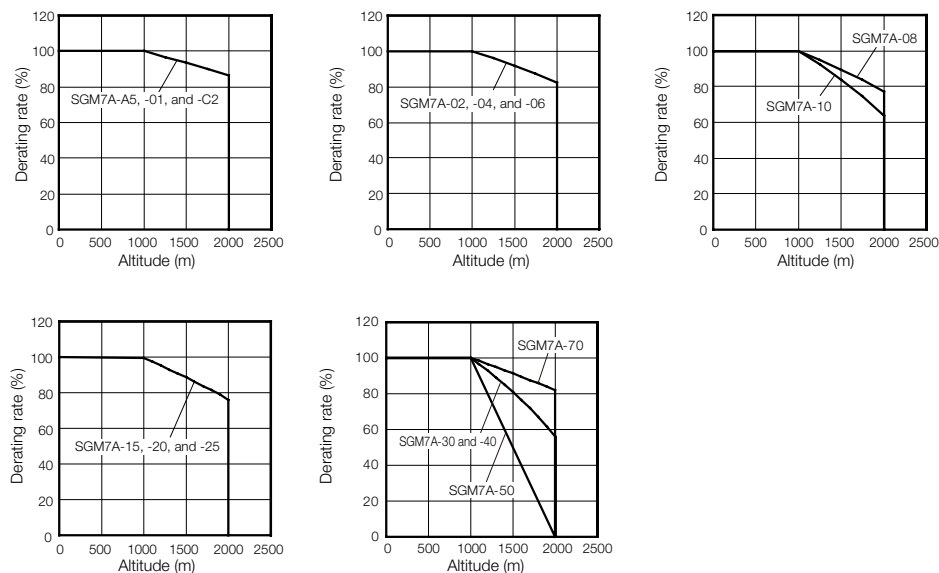 120
100
80
60
40
20
0
Derating rate (%)
SGM7A-A5, -01, and -C2
0 500 1000 1500 2000 2500
Altitude (m)
120
100
80
60
40
20
0
Derating rate (%)
SGM7A-02, -04, and -06
0 500 1000 1500 2000 2500
Altitude (m)
120
100
80
60
40
20
0
Derating rate (%)
SGM7A-08
SGM7A-10
0 500 1000 1500 2000 2500
Altitude (m)
120
100
80
60
40
20
0
Derating rate (%)
SGM7A-15, -20, and -25
0 500 1000 1500 2000 2500
Altitude (m)
120
100
80
60
40
20
0
Derating rate (%)
SGM7A-70
SGM7A-30 and -40
SGM7A-50
0 500 1000 1500 2000 2500
Altitude (m)